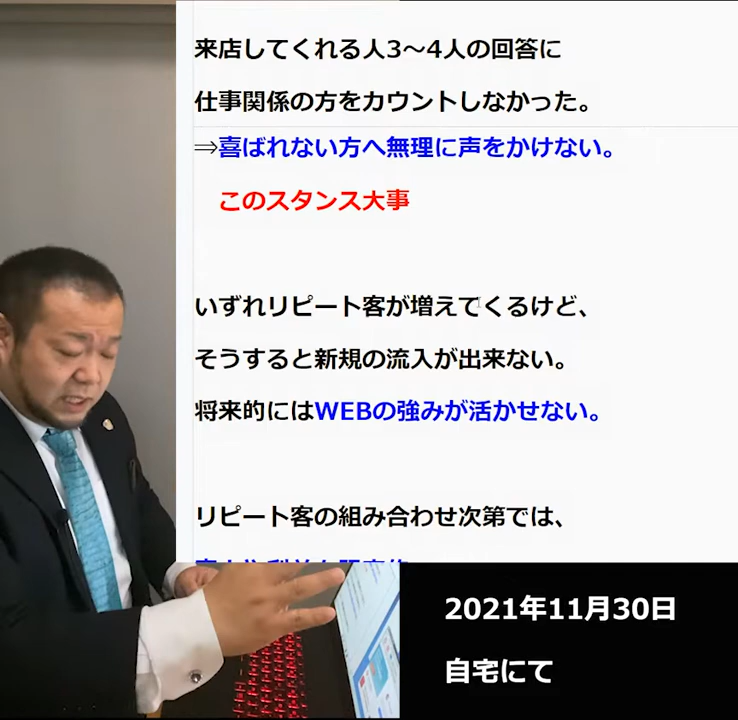 来店してくれる人3～4人の回答に
仕事関係の方をカウントしなかった。
⇒喜ばれない方へ無理に声をかけない。
このスタンス大事
いずれリピート客が増えてくるけど、
そうすると新規の流入が出来ない。
将来的にはWEBの強みが活かせない。
リピート客の組み合わせ次第では、
2021年11月30日
自宅にて